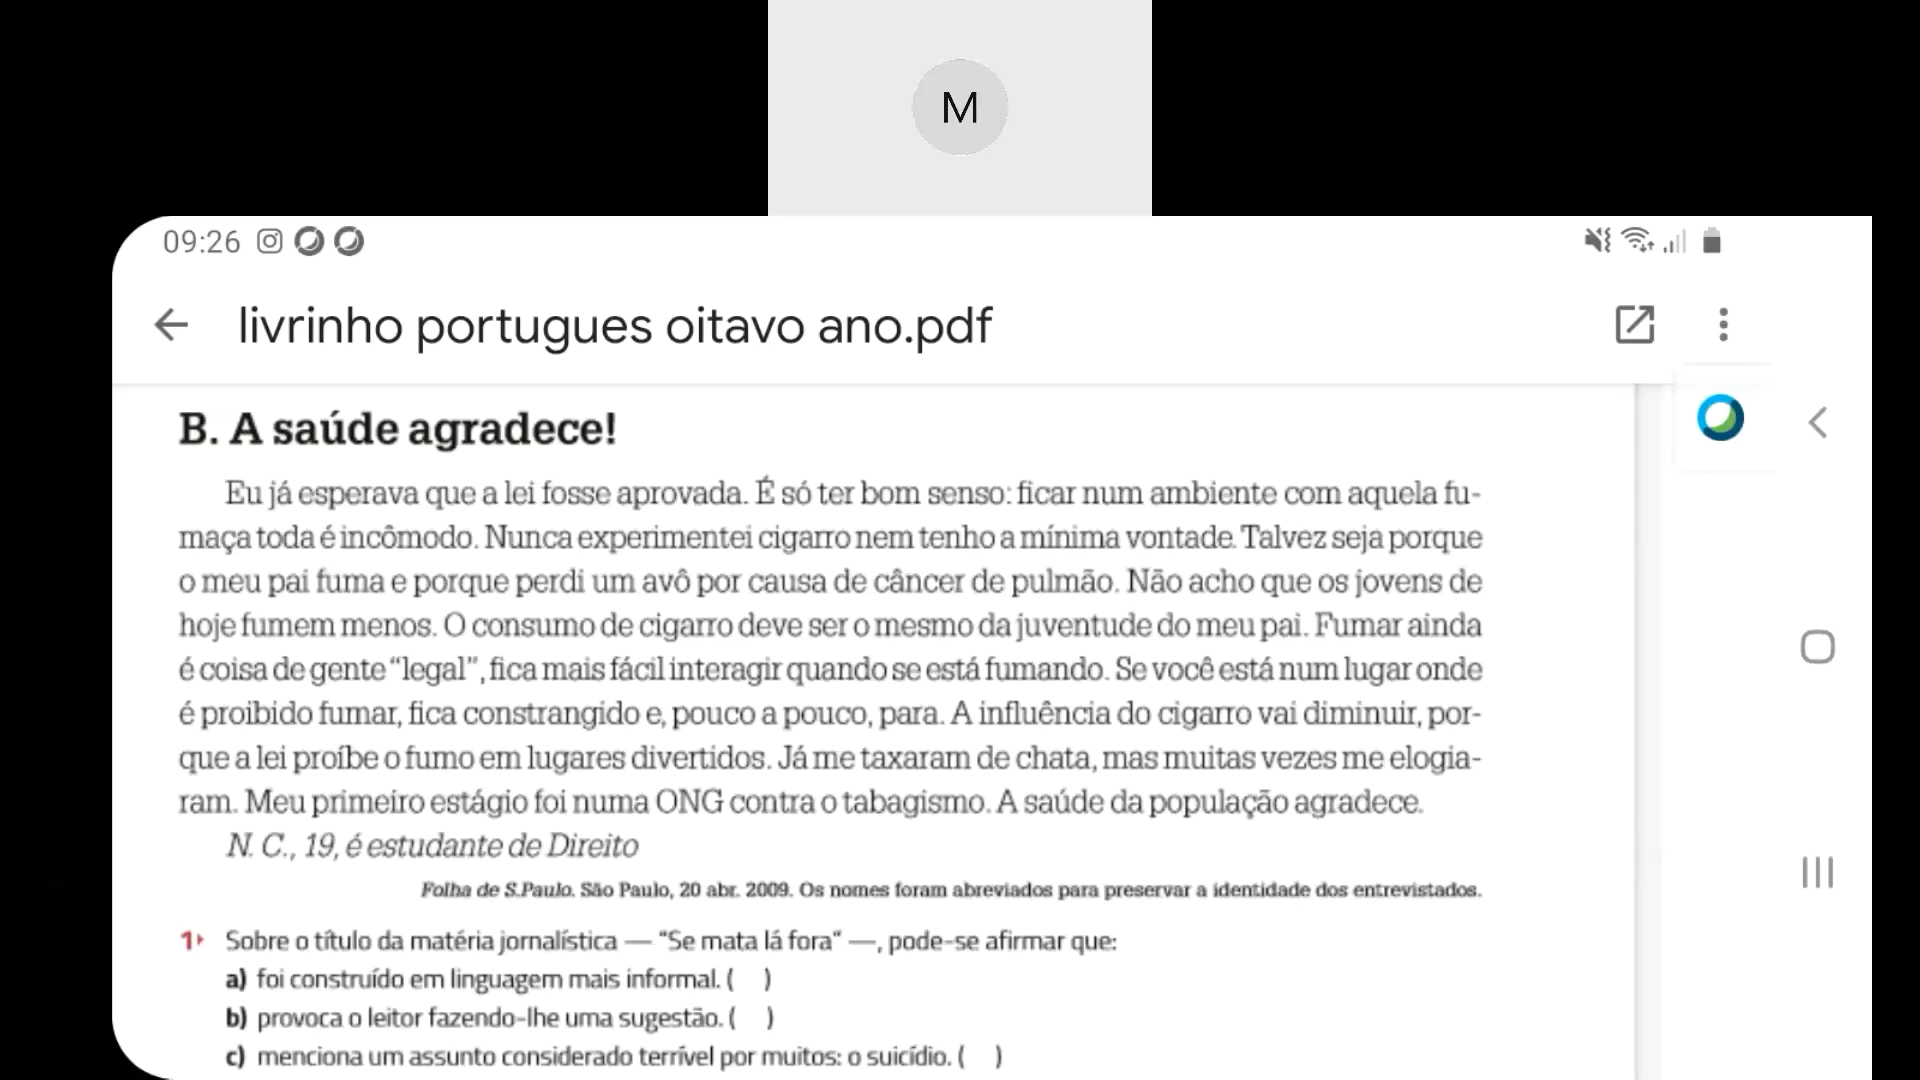 M
09:26
livrinho portugues oitavo ano.pdf
B. A saúde agradece!
Eu já esperava que a lei fosse aprovada. É só ter bom senso: ficar num ambiente com aquela fu-
maça toda é incômodo. Nunca experimentei cigarro nem tenho a mínima vontade. Talvez seja porque
o meu pai fuma e porque perdi um avô por causa de câncer de pulmão. Não acho que os jovens de
hoje fumem menos. O consumo de cigarro deve ser o mesmo da juventude do meu pai. Fumar ainda
é coisa de gente “legal”, fica mais fácil interagir quando se está fumando. Se você está num lugar onde
é proibido fumar, fica constrangido e, pouco a pouco, para. A influência do cigarro vai diminuir, por-
que a lei proíbe o fumo em lugares divertidos. Já me taxaram de chata, mas muitas vezes me elogia-
ram. Meu primeiro estágio foi numa ONG contra o tabagismo. A saúde da população agradece.
N. C., 19, é estudante de Direito
Folha de S.Paulo. São Paulo, 20 abr. 2009. Os nomes foram abreviados para preservar a identidade dos entrevistados.
1 Sobre o título da matéria jornalística — “Se mata lá fora” —, pode-se afirmar que:
a) foi construído em linguagem mais informal. ( )
b) provoca o leitor fazendo-lhe uma sugestão. ( )
c) menciona um assunto considerado terrível por muitos: o suicídio. ( )